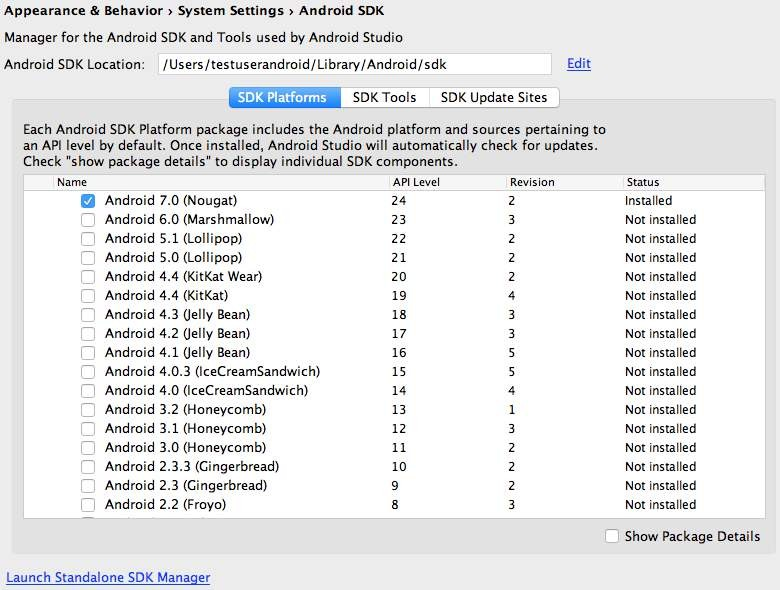 Appearance & Behavior › System Settings › Android SDK
Manager for the Android SDK and Tools used by Android Studio
Android SDK Location: /Users/testuserandroid/Library/Android/sdk Edit
SDK Platforms SDK Tools SDK Update Sites
Each Android SDK Platform package includes the Android platform and sources pertaining to
an API level by default. Once installed, Android Studio will automatically check for updates.
Check "show package details" to display individual SDK components.
Name API Level Revision Status
Android 7.0 (Nougat) 24 2 Installed
Android 6.0 (Marshmallow) 23 3 Not installed
Android 5.1 (Lollipop) 22 2 Not installed
Android 5.0 (Lollipop) 21 2 Not installed
Android 4.4 (KitKat Wear) 20 2 Not installed
Android 4.4 (KitKat) 19 4 Not installed
Android 4.3 (Jelly Bean) 18 3 Not installed
Android 4.2 (Jelly Bean) 17 3 Not installed
Android 4.1 (Jelly Bean) 16 5 Not installed
Android 4.0.3 (IceCreamSandwich) 15 5 Not installed
Android 4.0 (IceCreamSandwich) 14 4 Not installed
Android 3.2 (Honeycomb) 13 1 Not installed
Android 3.1 (Honeycomb) 12 3 Not installed
Android 3.0 (Honeycomb) 11 2 Not installed
Android 2.3.3 (Gingerbread) 10 2 Not installed
Android 2.3 (Gingerbread) 9 2 Not installed
Android 2.2 (Froyo) 8 3 Not installed
Show Package Details
Launch Standalone SDK Manager